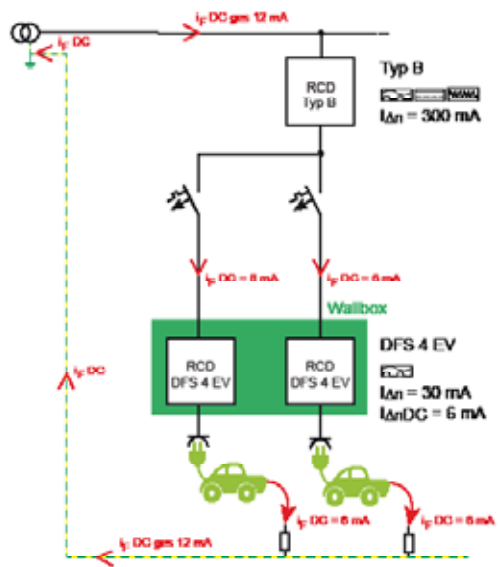 iF DC ges 12 mA
iF DC
RCD
Typ B
Typ B
IΔn = 300 mA
iF DC = 6 mA
iF DC = 6 mA
Wallbox
RCD
DFS 4 EV
RCD
DFS 4 EV
DFS 4 EV
IΔn = 30 mA
IΔnDC = 6 mA
iF DC
iF DC = 6 mA
iF DC = 6 mA
iF DC ges 12 mA